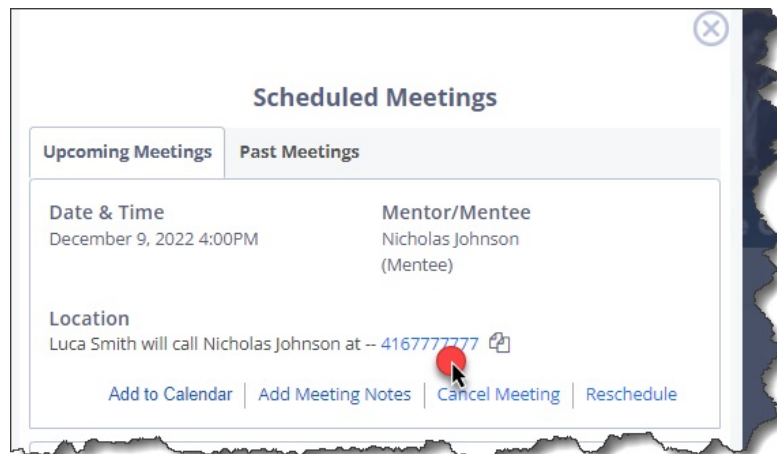 Scheduled Meetings
Upcoming Meetings Past Meetings
Date & Time Mentor/Mentee
December 9, 2022 4:00PM Nicholas Johnson
(Mentee)
Location
Luca Smith will call Nicholas Johnson at -- 4167777777
Add to Calendar | Add Meeting Notes | Cancel Meeting | Reschedule